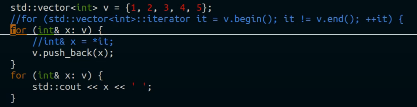 std::vector<int> v = {1, 2, 3, 4, 5};
//for (std::vector<int>::iterator it = v.begin(); it != v.end(); ++it) {
for (int& x: v) {
    //int& x = *it;
    v.push_back(x);
}
for (int& x: v) {
    std::cout << x << ' ';
}